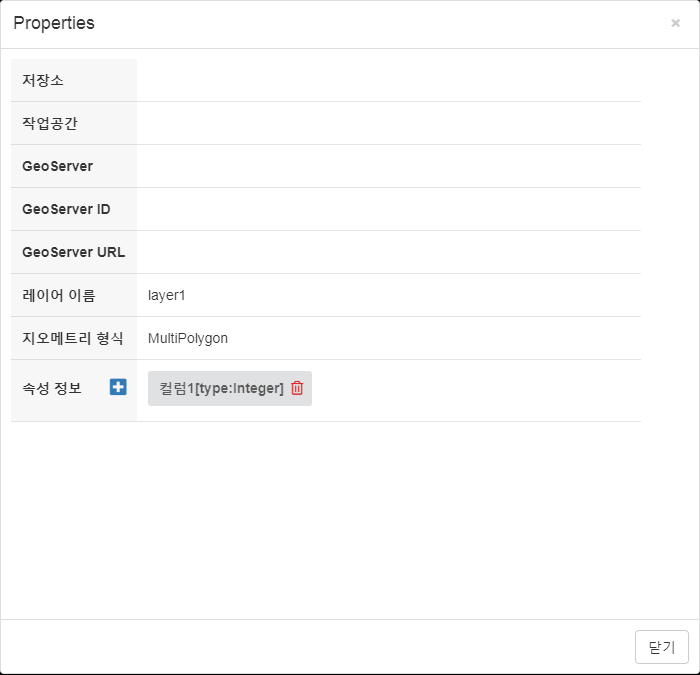 Properties
×
저장소
작업공간
GeoServer
GeoServer ID
GeoServer URL
레이어 이름 layer1
지오메트리 형식 MultiPolygon
속성 정보 컬럼1[type:Integer]
닫기